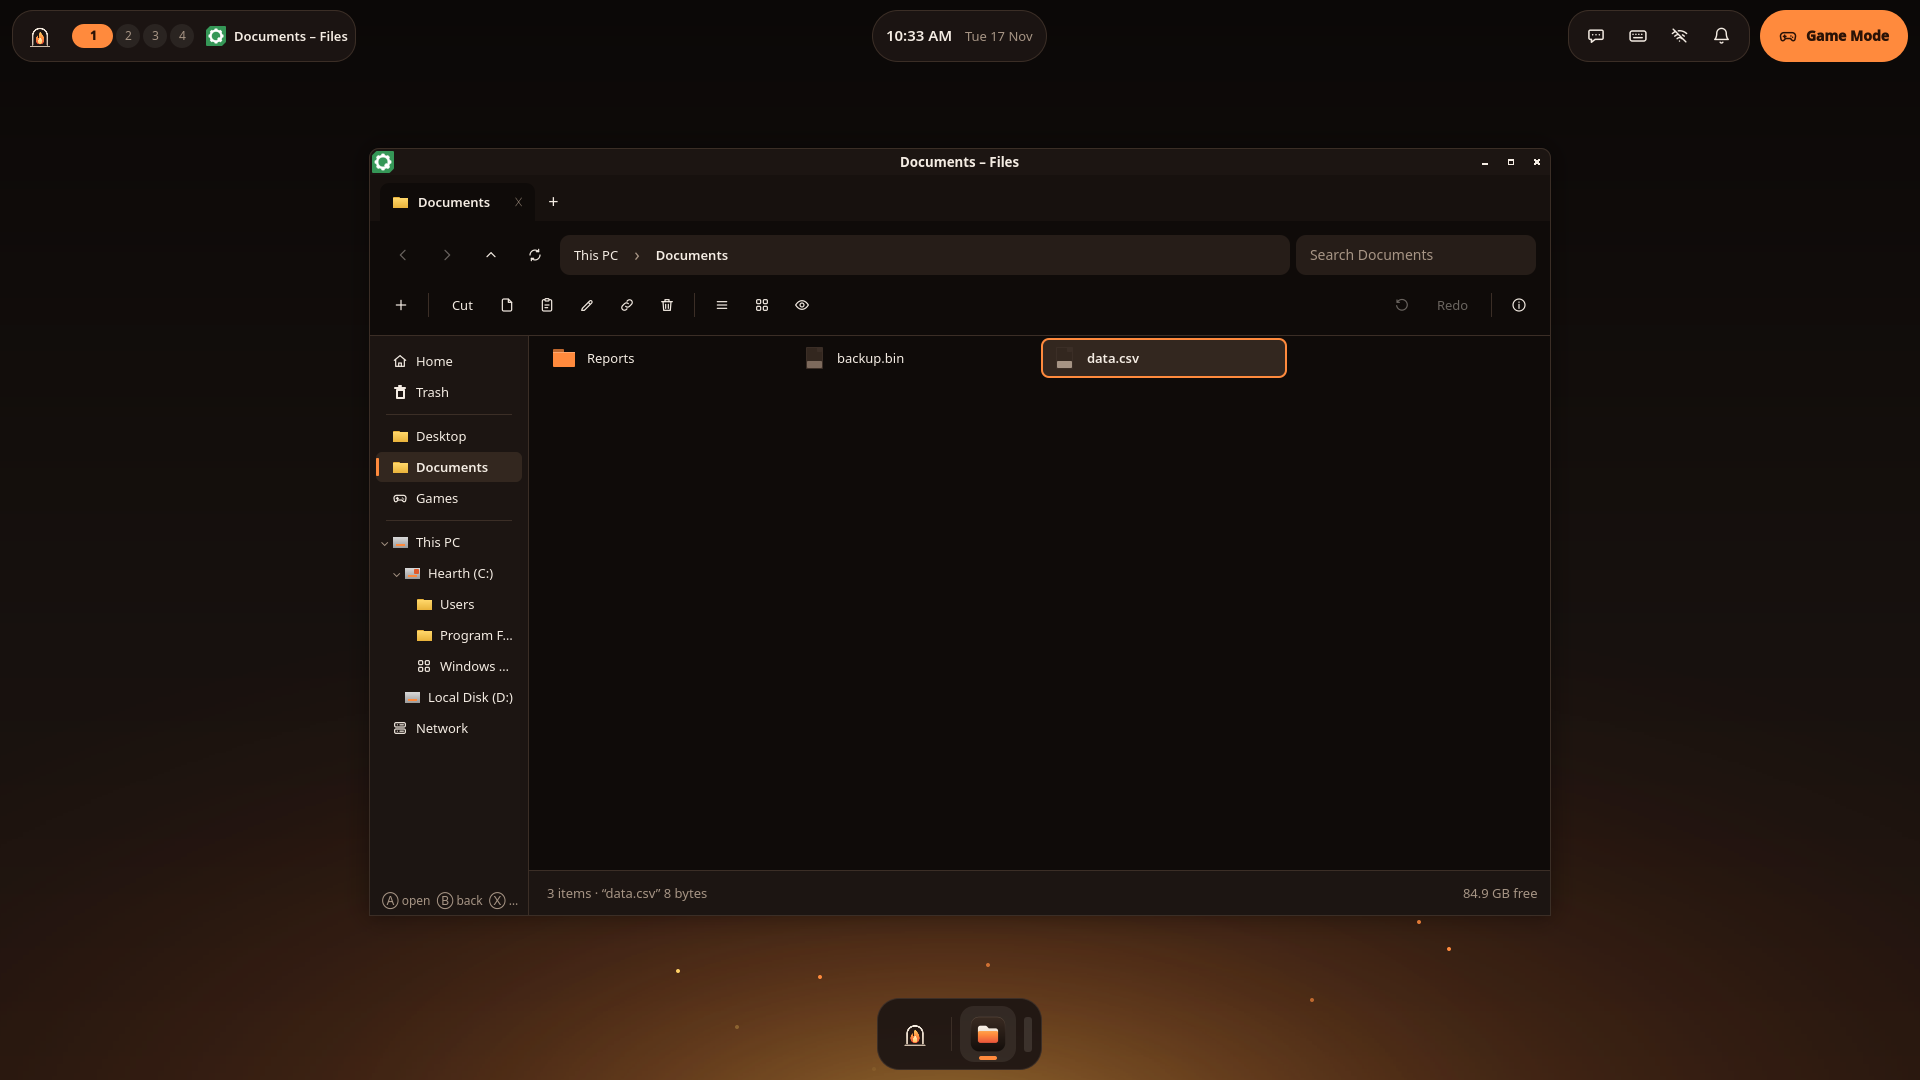 1 2 3 4 Documents – Files
10:33 AM Tue 17 Nov
Game Mode
Documents – Files
Documents X +
This PC › Documents
Search Documents
Cut
Redo
Home
Trash
Desktop
Documents
Games
This PC
Hearth (C:)
Users
Program F...
Windows ...
Local Disk (D:)
Network
Reports
backup.bin
data.csv
A open B back X ...
3 items · “data.csv” 8 bytes
84.9 GB free